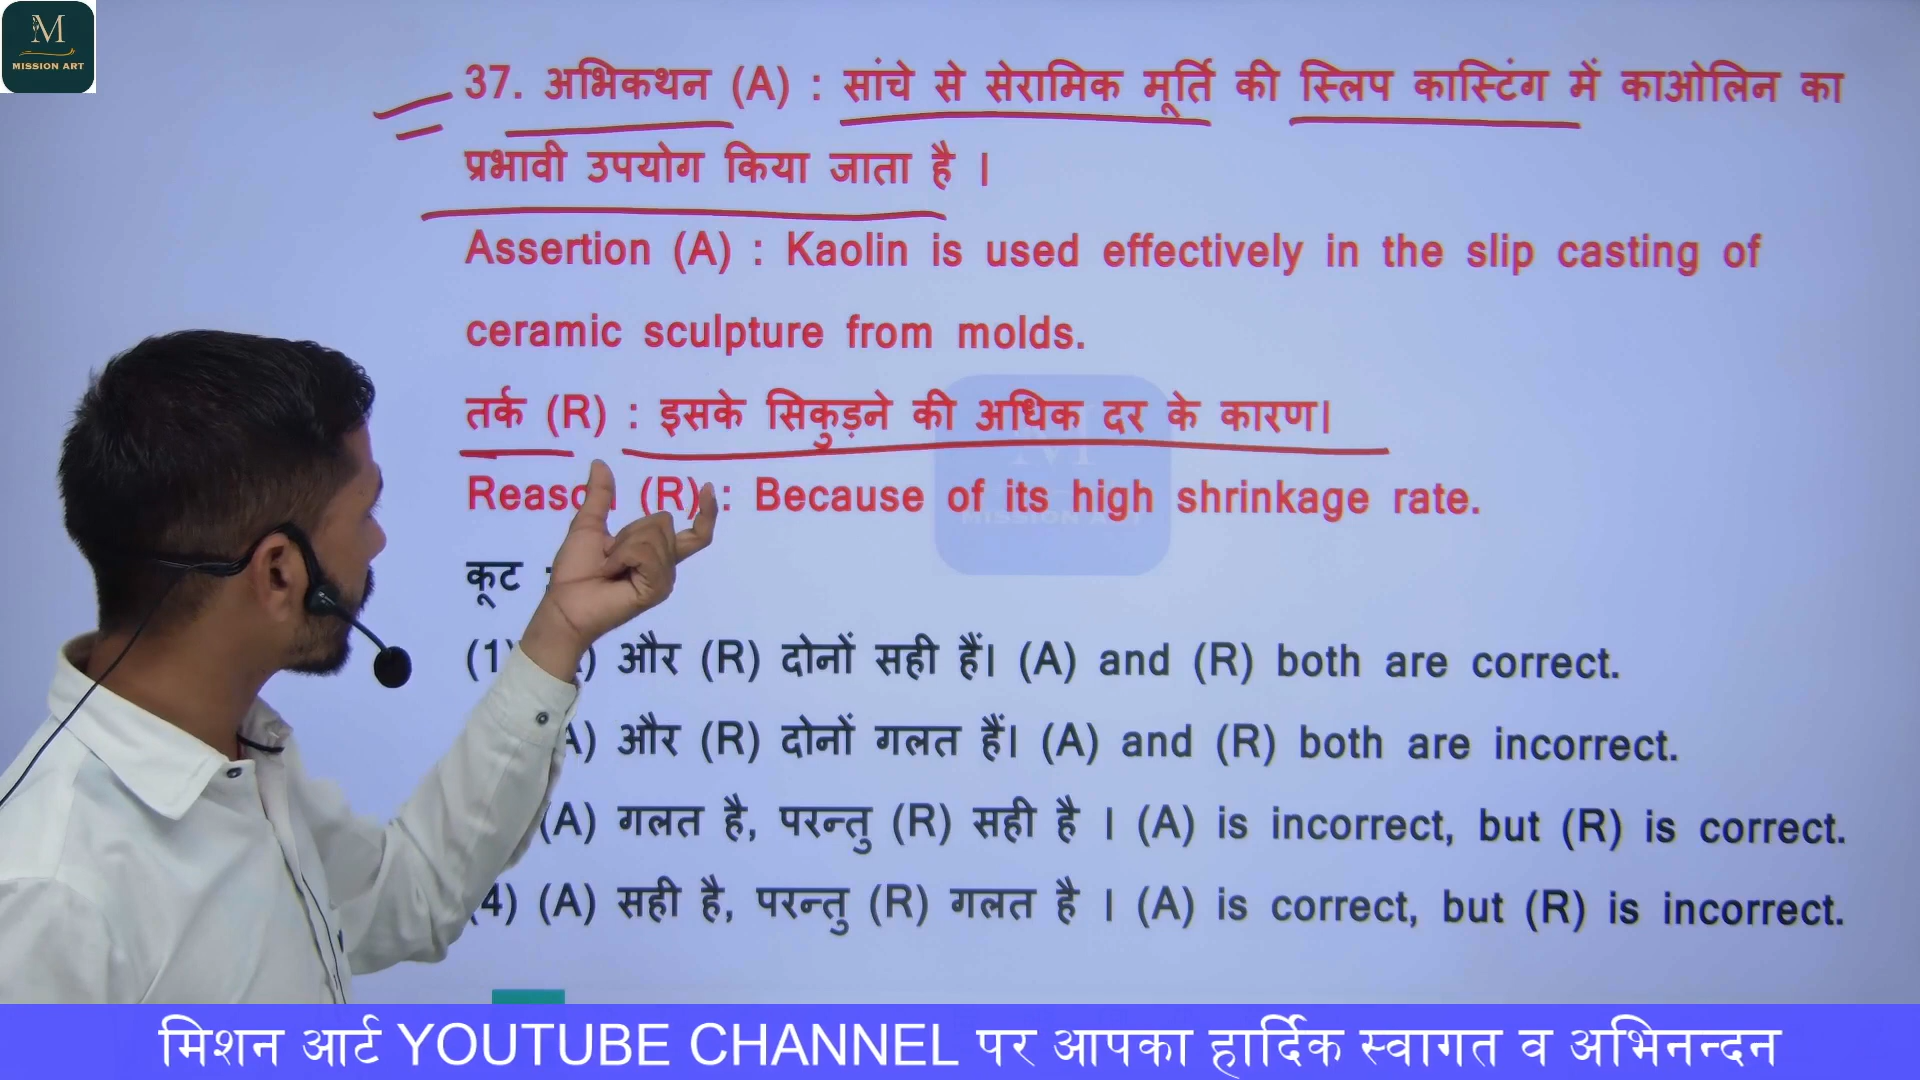 M
MISSION ART
37. अभिकथन (A) : सांचे से सेरामिक मूर्ति की स्लिप कास्टिंग में काओलिन का
प्रभावी उपयोग किया जाता है ।
Assertion (A) : Kaolin is used effectively in the slip casting of
ceramic sculpture from molds.
तर्क (R) : इसके सिकुड़ने की अधिक दर के कारण।
(R) : Because of its high shrinkage rate.
कूट :
(1) और (R) दोनों सही हैं। (A) and (R) both are correct.
A) और (R) दोनों गलत हैं। (A) and (R) both are incorrect.
(A) गलत है, परन्तु (R) सही है । (A) is incorrect, but (R) is correct.
(4) (A) सही है, परन्तु (R) गलत है । (A) is correct, but (R) is incorrect.
मिशन आर्ट YOUTUBE CHANNEL पर आपका हार्दिक स्वागत व अभिनन्दन